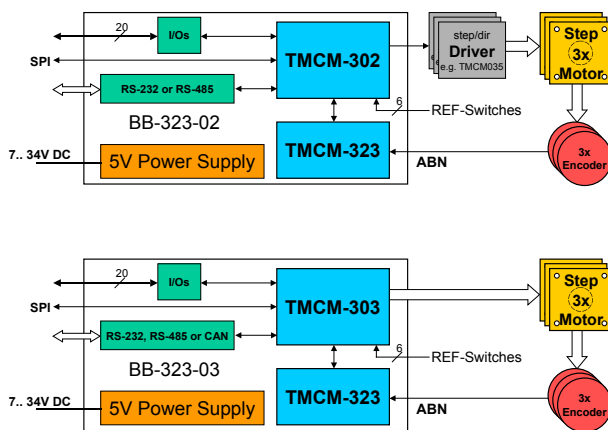 20
I/Os
SPI
TMCM-302
step/dir
Driver
e.g. TMCM035
Step
3x
Motor
RS-232 or RS-485
6
REF-Switches
BB-323-02
7.. 34V DC
5V Power Supply
TMCM-323
ABN
3x
Encoder
20
I/Os
SPI
TMCM-303
Step
3x
Motor
RS-232, RS-485 or CAN
6
REF-Switches
BB-323-03
7.. 34V DC
5V Power Supply
TMCM-323
ABN
3x
Encoder